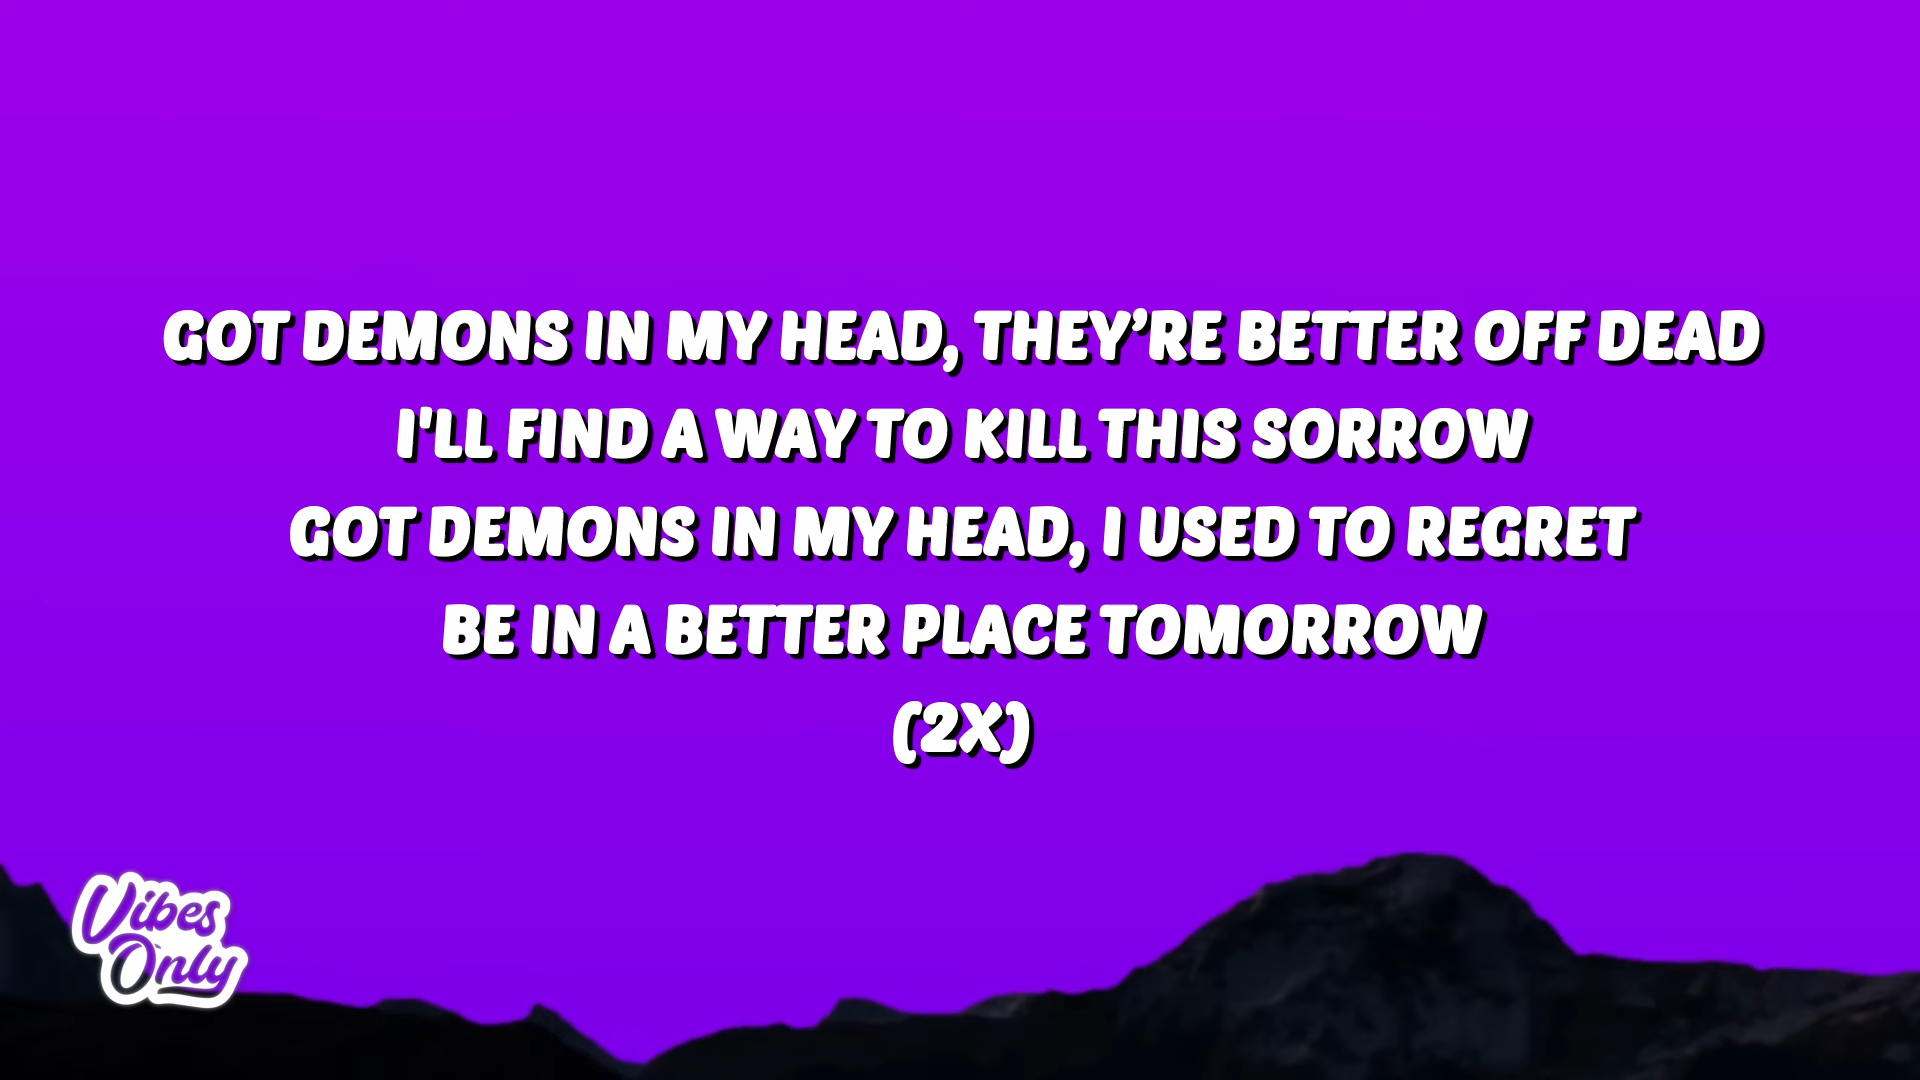 GOT DEMONS IN MY HEAD, THEY’RE BETTER OFF DEAD
I'LL FIND A WAY TO KILL THIS SORROW
GOT DEMONS IN MY HEAD, I USED TO REGRET
BE IN A BETTER PLACE TOMORROW
(2X)
Vibes
Only